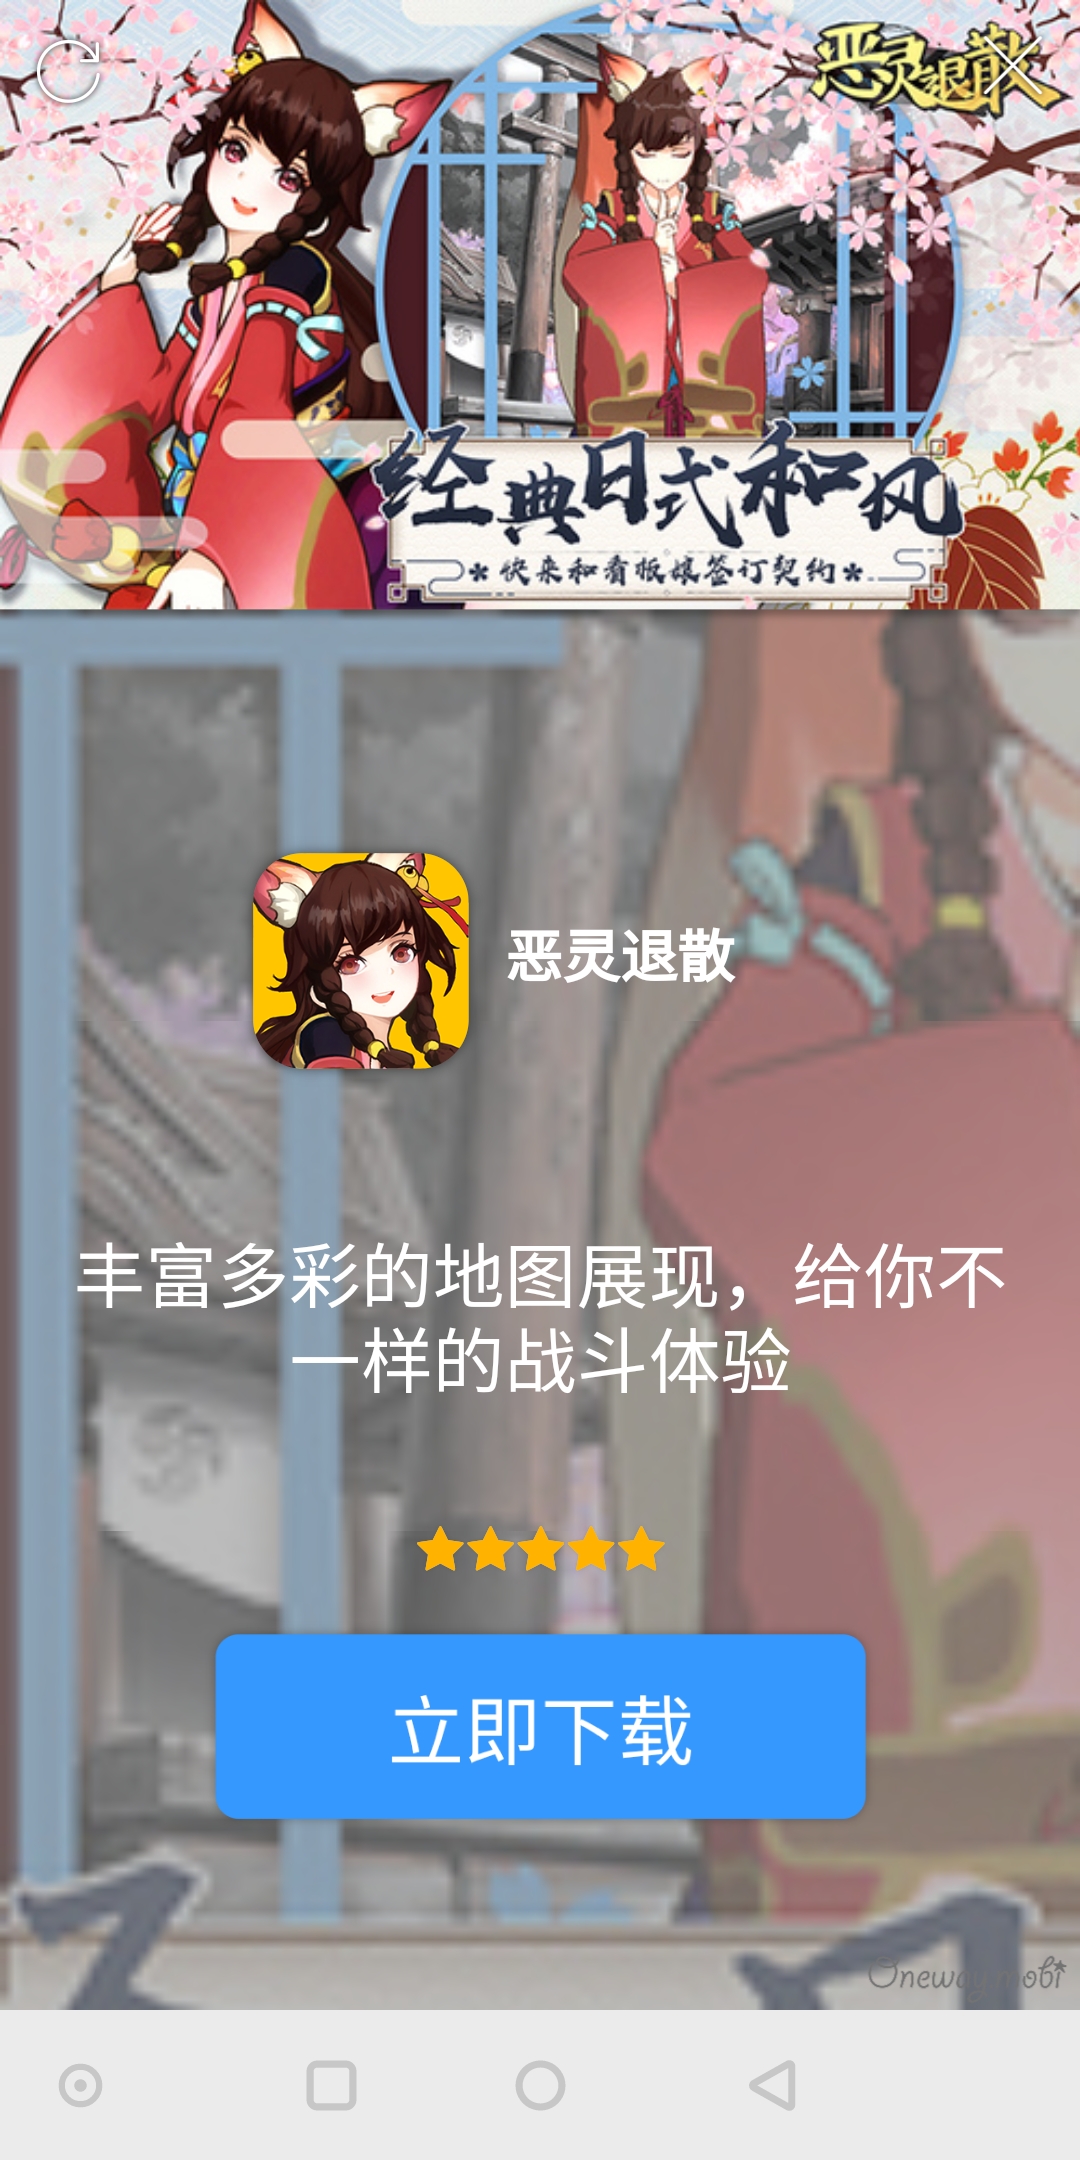 恶灵退散
经典日式和风
快来和看板娘签订契约
恶灵退散
丰富多彩的地图展现，给你不
一样的战斗体验
立即下载
Oneway.mobi